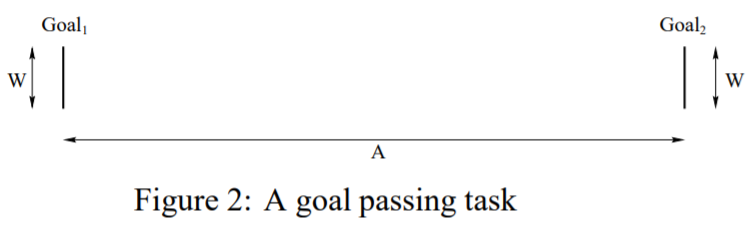 Goal₁ Goal₂
W W
A
Figure 2: A goal passing task